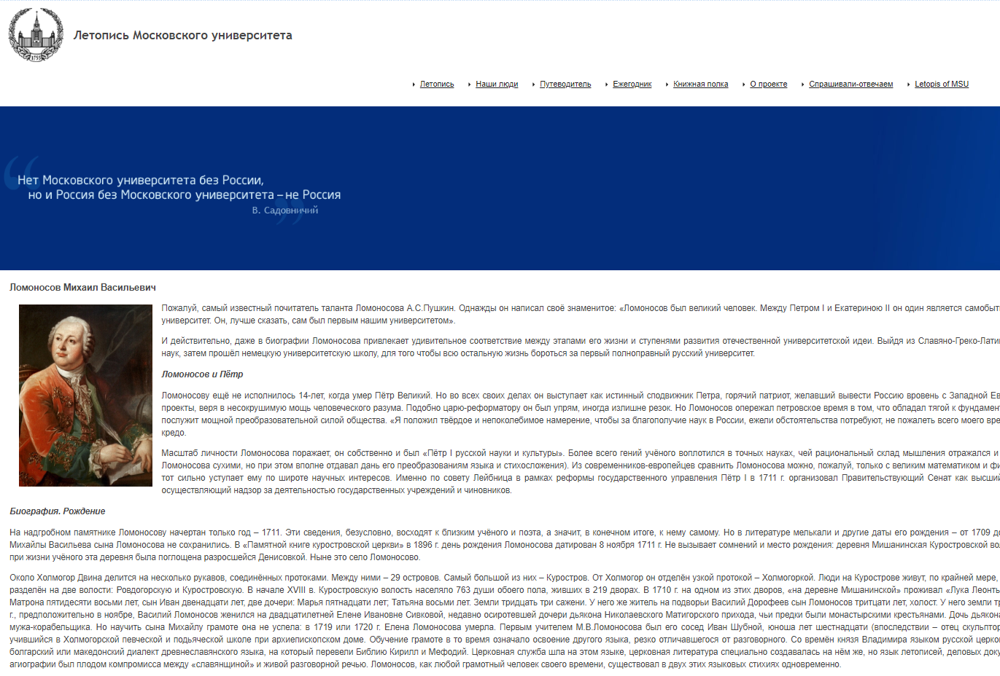 1755
Летопись Московского университета
Летопись
Наши люди
Путеводитель
Ежегодник
Книжная полка
О проекте
Спрашивали-отвечаем
Letopis of MSU
“Нет Московского университета без России,
но и Россия без Московского университета – не Россия”
В. Садовничий
Ломоносов Михаил Васильевич
Пожалуй, самый известный почитатель таланта Ломоносова А.С.Пушкин. Однажды он написал своё знаменитое: «Ломоносов был великий человек. Между Петром I и Екатериною II он один является самобыт
университет. Он, лучше сказать, сам был первым нашим университетом».
И действительно, даже в биографии Ломоносова привлекает удивительное соответствие между этапами его жизни и ступенями развития отечественной университетской идеи. Выйдя из Славяно-Греко-Лати
наук, затем прошёл немецкую университетскую школу, для того чтобы всю остальную жизнь бороться за первый полноправный русский университет.
Ломоносов и Пётр
Ломоносову ещё не исполнилось 14-лет, когда умер Пётр Великий. Но во всех своих делах он выступает как истинный сподвижник Петра, горячий патриот, желавший вывести Россию вровень с Западной Ев
проекты, веря в несокрушимую мощь человеческого разума. Подобно царю-реформатору он был упрям, иногда излишне резок. Но Ломоносов опережал петровское время в том, что обладал тягой к фундамент
послужит мощной преобразовательной силой общества. «Я положил твёрдое и непоколебимое намерение, чтобы за благополучие наук в России, ежели обстоятельства потребуют, не пожалеть всего моего вре
кредо.
Масштаб личности Ломоносова поражает, он собственно и был «Пётр I русской науки и культуры». Более всего гений учёного воплотился в точных науках, чей рациональный склад мышления отражался и
Ломоносова сухими, но при этом вполне отдавал дань его преобразованиям языка и стихосложения). Из современников-европейцев сравнить Ломоносова можно, пожалуй, только с великим математиком и фи
тот сильно уступает ему по широте научных интересов. Именно по совету Лейбница в рамках реформы государственного управления Пётр I в 1711 г. организовал Правительствующий Сенат как высший
осуществляющий надзор за деятельностью государственных учреждений и чиновников.
Биография. Рождение
На надгробном памятнике Ломоносову начертан только год – 1711. Эти сведения, безусловно, восходят к близким учёного и поэта, а значит, в конечном итоге, к нему самому. Но в литературе мелькали и другие даты его рождения – от 1709 до
Михайлы Васильева сына Ломоносова не сохранились. В «Памятной книге куростровской церкви» в 1896 г. день рождения Ломоносова датирован 8 ноября 1711 г. Не вызывает сомнений и место рождения: деревня Мишанинская Куростровской во
при жизни учёного эта деревня была поглощена разросшейся Денисовкой. Ныне это село Ломоносово.
Около Холмогор Двина делится на несколько рукавов, соединённых протоками. Между ними – 29 островов. Самый большой из них – Куростров. От Холмогор он отделён узкой протокой – Холмогоркой. Люди на Курострове живут, по крайней мере,
разделён на две волости: Ровдогорскую и Куростровскую. В начале XVIII в. Куростровскую волость населяло 763 души обоего пола, живших в 219 дворах. В 1710 г. на одном из этих дворов, «на деревне Мишанинской» проживал «Лука Леонть
Матрона пятидесяти восьми лет, сын Иван двенадцати лет, две дочери: Марья пятнадцати лет; Татьяна восьми лет. Земли тридцать три сажени. У него же житель на подворьи Василий Дорофеев сын Ломоносов тритцати лет, холост. У него земли тр
г., предположительно в ноябре, Василий Ломоносов женился на двадцатилетней Елене Ивановне Сивковой, недавно осиротевшей дочери дьякона Николаевского Матигорского прихода, чьи предки были монастырскими крестьянами. Дочь дьякона
мужа-корабельщика. Но научить сына Михайлу грамоте она не успела: в 1719 или 1720 г. Елена Ломоносова умерла. Первым учителем М.В.Ломоносова был его сосед Иван Шубной, юноша лет шестнадцати (впоследствии – отец скульптор
учившийся в Холмогорской певческой и подьяческой школе при архиепископском доме. Обучение грамоте в то время означало освоение другого языка, резко отличавшегося от разговорного. Со времён князя Владимира языком русской церко
болгарский или македонский диалект древнеславянского языка, на который перевели Библию Кирилл и Мефодий. Церковная служба шла на этом языке, церковная литература специально создавалась на нём же, но язык летописей, деловых доку
агиографии был плодом компромисса между «славянщиной» и живой разговорной речью. Ломоносов, как любой грамотный человек своего времени, существовал в двух этих языковых стихиях одновременно.